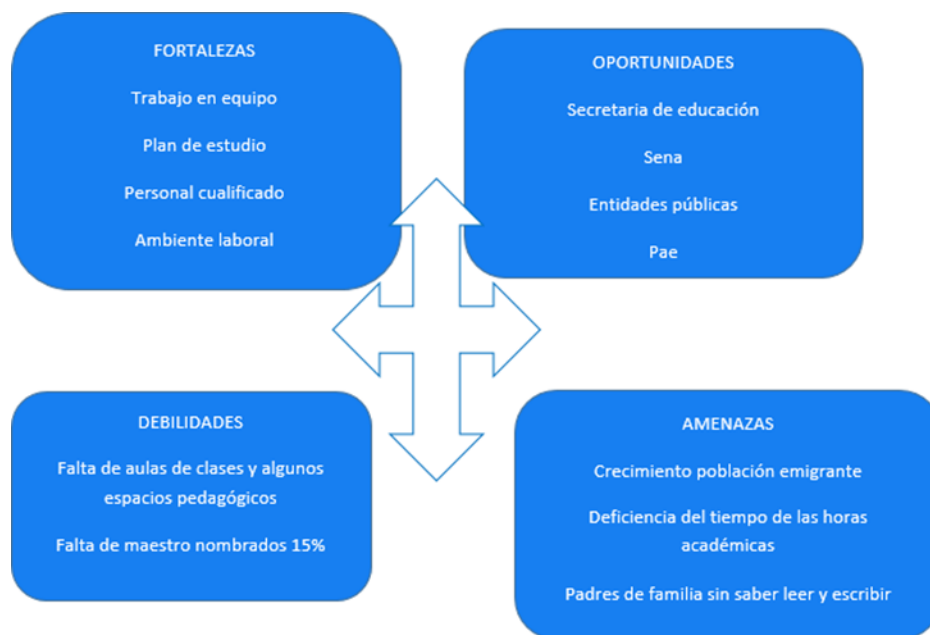 FORTALEZAS
Trabajo en equipo
Plan de estudio
Personal cualificado
Ambiente laboral
OPORTUNIDADES
Secretaria de educación
Sena
Entidades públicas
Pae
DEBILIDADES
Falta de aulas de clases y algunos
espacios pedagógicos
Falta de maestro nombrados 15%
AMENAZAS
Crecimiento población emigrante
Deficiencia del tiempo de las horas
académicas
Padres de familia sin saber leer y escribir